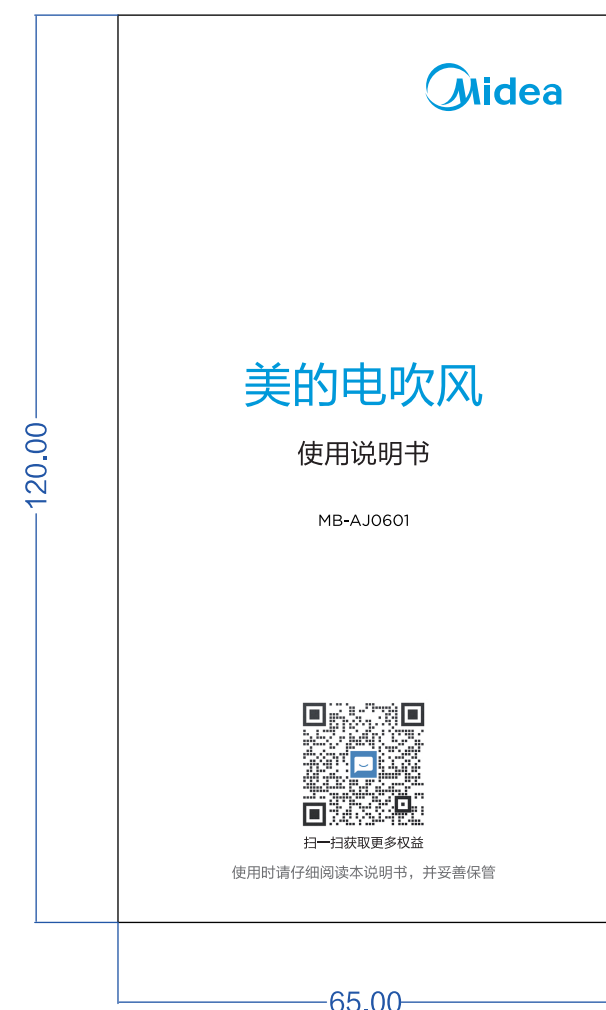 Midea
美的电吹风
使用说明书
120.00
MB-AJ0601
扫一扫获取更多权益
使用时请仔细阅读本说明书，并妥善保管
65.00